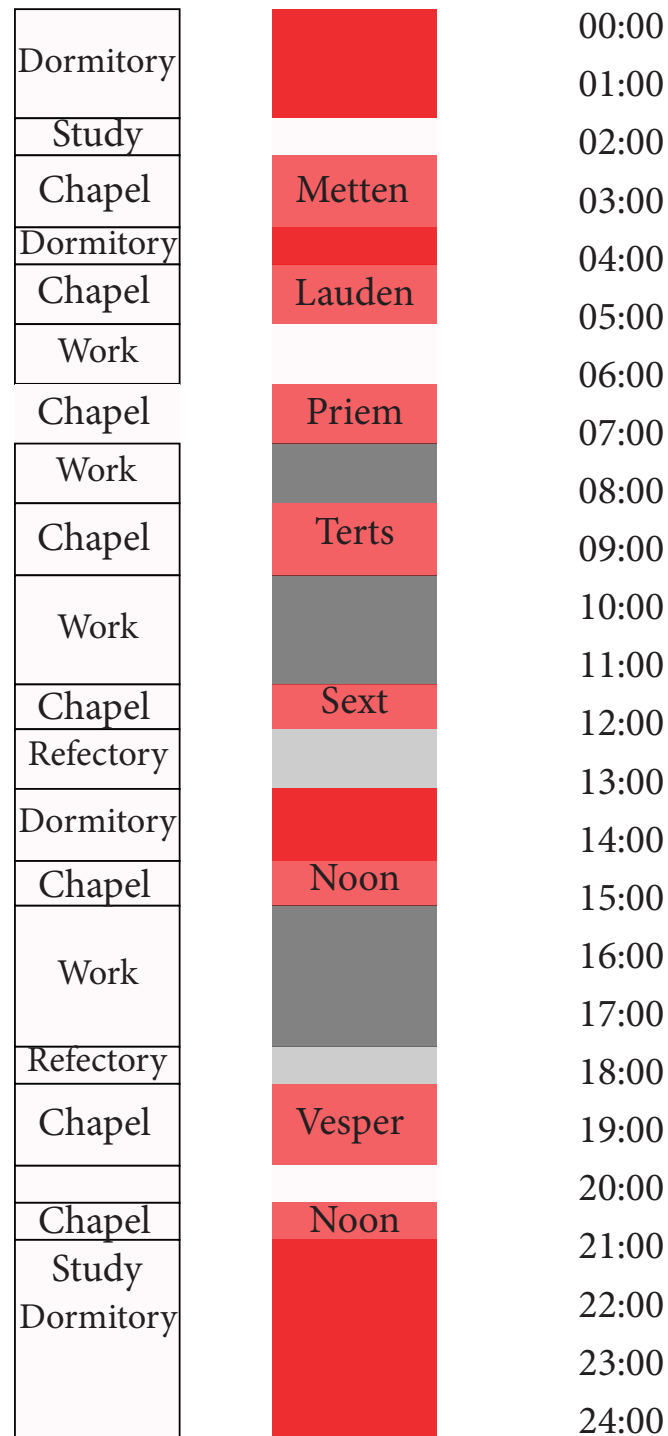 Dormitory
Study
Chapel
Dormitory
Chapel
Work
Chapel
Work
Chapel
Work
Chapel
Refectory
Dormitory
Chapel
Work
Refectory
Chapel
Chapel
Study
Dormitory
Metten
Lauden
Priem
Terts
Sext
Noon
Vesper
Noon
00:00
01:00
02:00
03:00
04:00
05:00
06:00
07:00
08:00
09:00
10:00
11:00
12:00
13:00
14:00
15:00
16:00
17:00
18:00
19:00
20:00
21:00
22:00
23:00
24:00